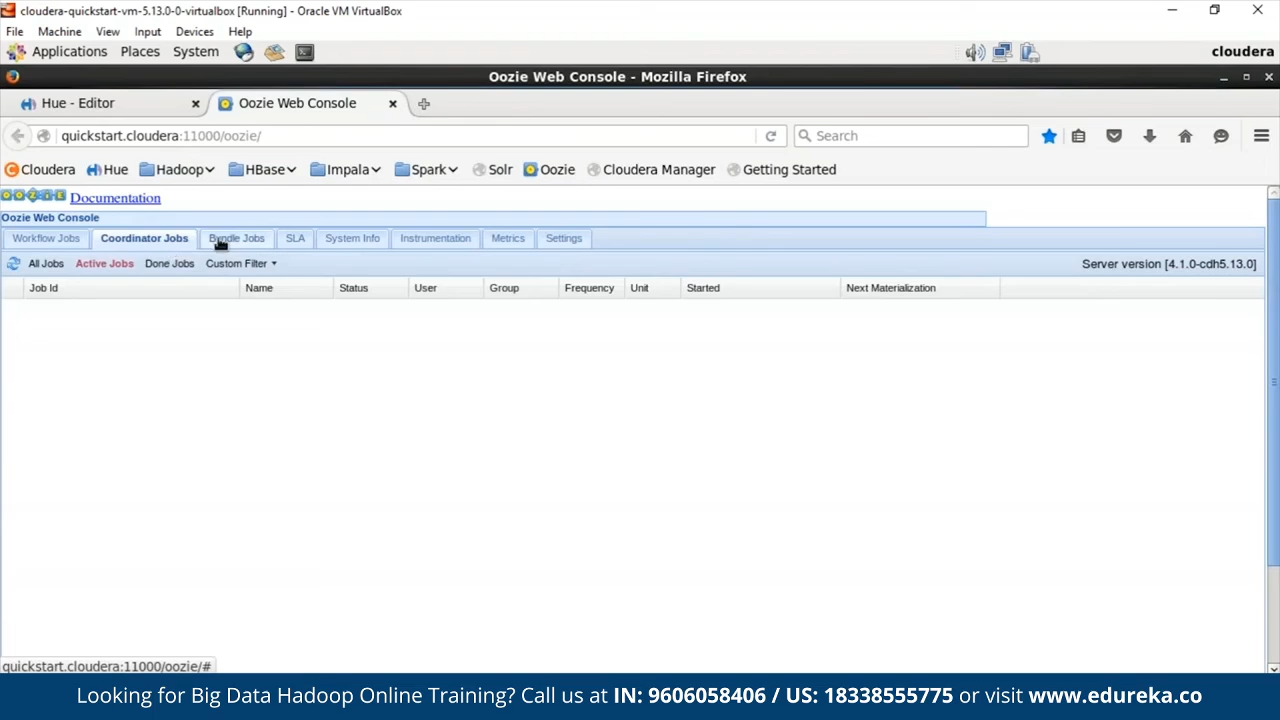 cloudera-quickstart-vm-5.13.0-0-virtualbox [Running] - Oracle VM VirtualBox
File Machine View Input Devices Help
Applications Places System cloudera
Oozie Web Console - Mozilla Firefox
Hue - Editor Oozie Web Console
quickstart.cloudera:11000/oozie/ Search
Cloudera Hue Hadoop HBase Impala Spark Solr Oozie Cloudera Manager Getting Started
OOZIE Documentation
Oozie Web Console
Workflow Jobs Coordinator Jobs Bundle Jobs SLA System Info Instrumentation Metrics Settings
All Jobs Active Jobs Done Jobs Custom Filter Server version [4.1.0-cdh5.13.0]
Job Id Name Status User Group Frequency Unit Started Next Materialization
quickstart.cloudera:11000/oozie/#
Looking for Big Data Hadoop Online Training? Call us at IN: 9606058406 / US: 18338555775 or visit www.edureka.co